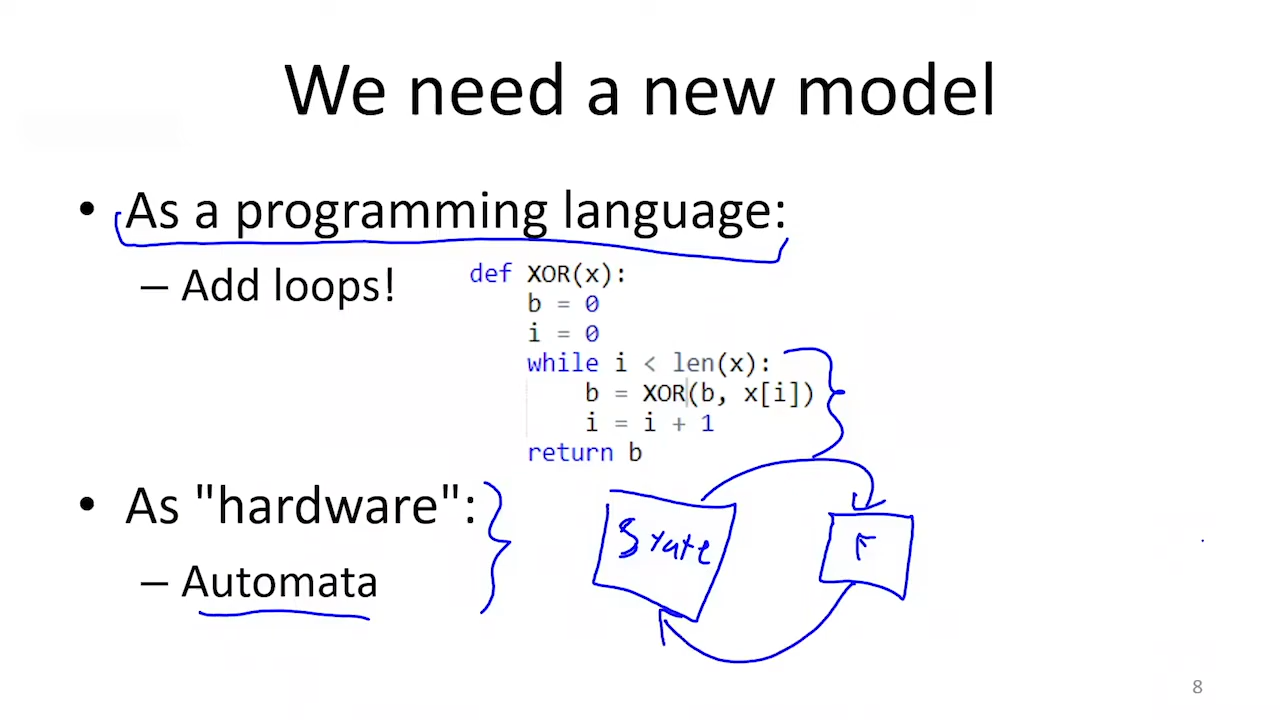 We need a new model
• As a programming language:
– Add loops!
def XOR(x):
    b = 0
    i = 0
    while i < len(x):
        b = XOR(b, x[i])
        i = i + 1
    return b
• As "hardware":
– Automata
State
F
8